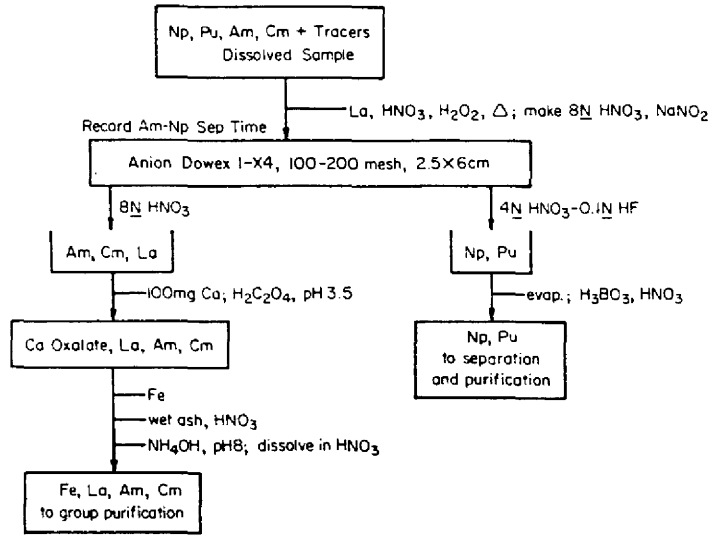 Np, Pu, Am, Cm + Tracers
Dissolved Sample
La, HNO₃, H₂O₂, Δ; make 8N HNO₃, NaNO₂
Record Am-Np Sep Time
Anion Dowex 1-X4, 100-200 mesh, 2.5×6cm
8N HNO₃
4N HNO₃-0.1N HF
Am, Cm, La
Np, Pu
100mg Ca; H₂C₂O₄, pH 3.5
evap.; H₃BO₃, HNO₃
Ca Oxalate, La, Am, Cm
Np, Pu
to separation
and purification
Fe
wet ash, HNO₃
NH₄OH, pH8; dissolve in HNO₃
Fe, La, Am, Cm
to group purification